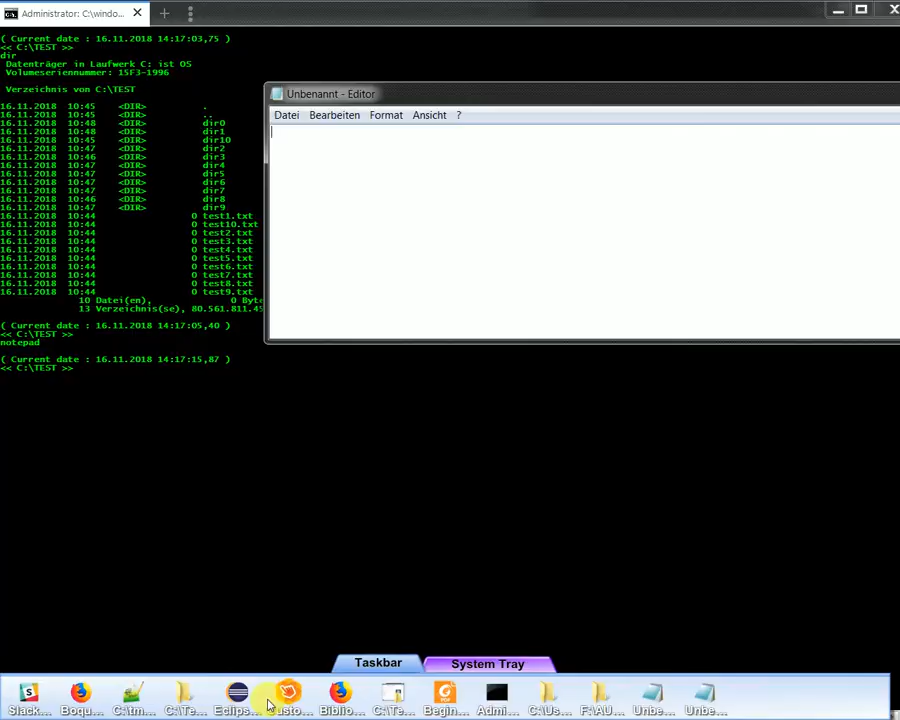 Administrator: C:\windo...
( Current date : 16.11.2018 14:17:03,75 )
<< C:\TEST >>
dir
Datenträger in Laufwerk C: ist OS
Volumeseriennummer: 15F3-1996
Verzeichnis von C:\TEST
16.11.2018 10:45 <DIR> .
16.11.2018 10:45 <DIR> ..
16.11.2018 10:48 <DIR> dir0
16.11.2018 10:48 <DIR> dir1
16.11.2018 10:45 <DIR> dir10
16.11.2018 10:47 <DIR> dir2
16.11.2018 10:46 <DIR> dir3
16.11.2018 10:47 <DIR> dir4
16.11.2018 10:47 <DIR> dir5
16.11.2018 10:47 <DIR> dir6
16.11.2018 10:47 <DIR> dir7
16.11.2018 10:46 <DIR> dir8
16.11.2018 10:47 <DIR> dir9
16.11.2018 10:44 0 test1.txt
16.11.2018 10:44 0 test10.txt
16.11.2018 10:44 0 test2.txt
16.11.2018 10:44 0 test3.txt
16.11.2018 10:44 0 test4.txt
16.11.2018 10:44 0 test5.txt
16.11.2018 10:44 0 test6.txt
16.11.2018 10:44 0 test7.txt
16.11.2018 10:44 0 test8.txt
16.11.2018 10:44 0 test9.txt
10 Datei(en), 0 Byt
13 Verzeichnis(se), 80.561.811.45
( Current date : 16.11.2018 14:17:05,40 )
<< C:\TEST >>
notepad
( Current date : 16.11.2018 14:17:15,87 )
<< C:\TEST >>
Unbenannt - Editor
Datei Bearbeiten Format Ansicht ?
Taskbar System Tray
Slack... Boqu... C:\tm... C:\Te... Eclips... usto... Biblio... C:\Te... Begin... Admi... C:\Us... F:\AU... Unbe... Unbe...